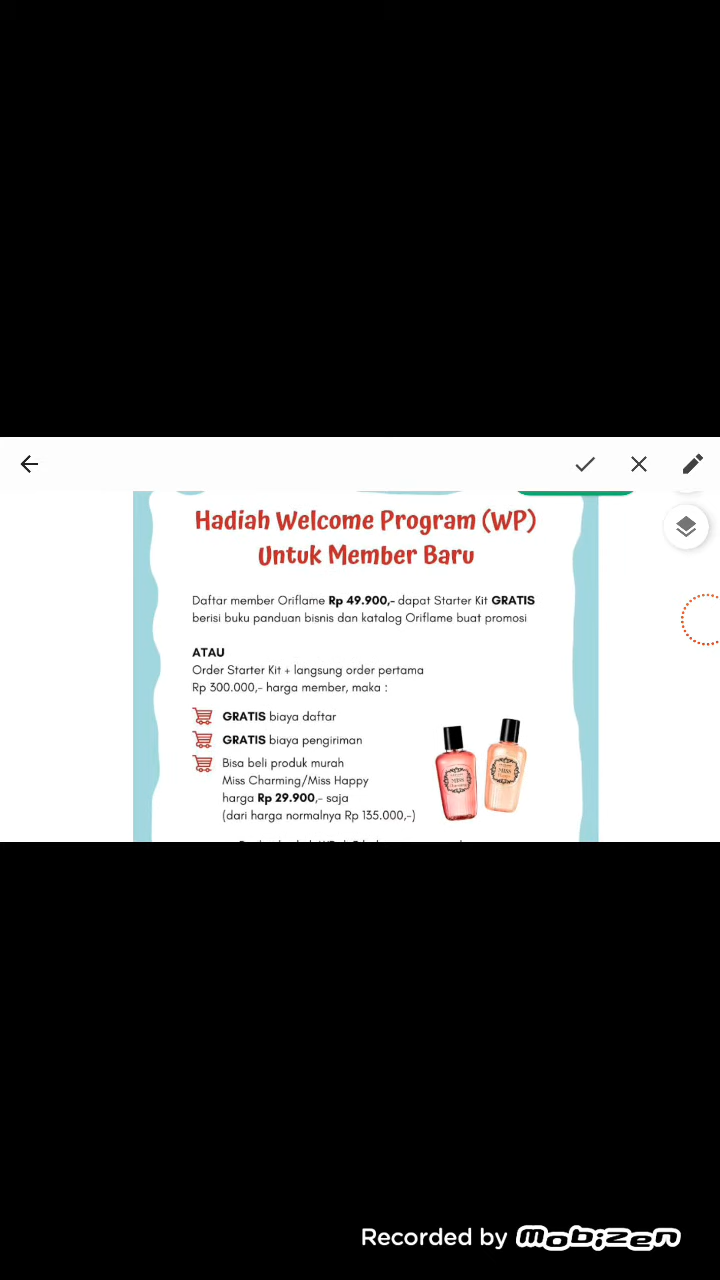 Hadiah Welcome Program (WP)
Untuk Member Baru
Daftar member Oriflame Rp 49.900,- dapat Starter Kit GRATIS
berisi buku panduan bisnis dan katalog Oriflame buat promosi
ATAU
Order Starter Kit + langsung order pertama
Rp 300.000,- harga member, maka :
GRATIS biaya daftar
GRATIS biaya pengiriman
Bisa beli produk murah
Miss Charming/Miss Happy
harga Rp 29.900,- saja
(dari harga normalnya Rp 135.000,-)
MISS
MISS
Recorded by mobizen